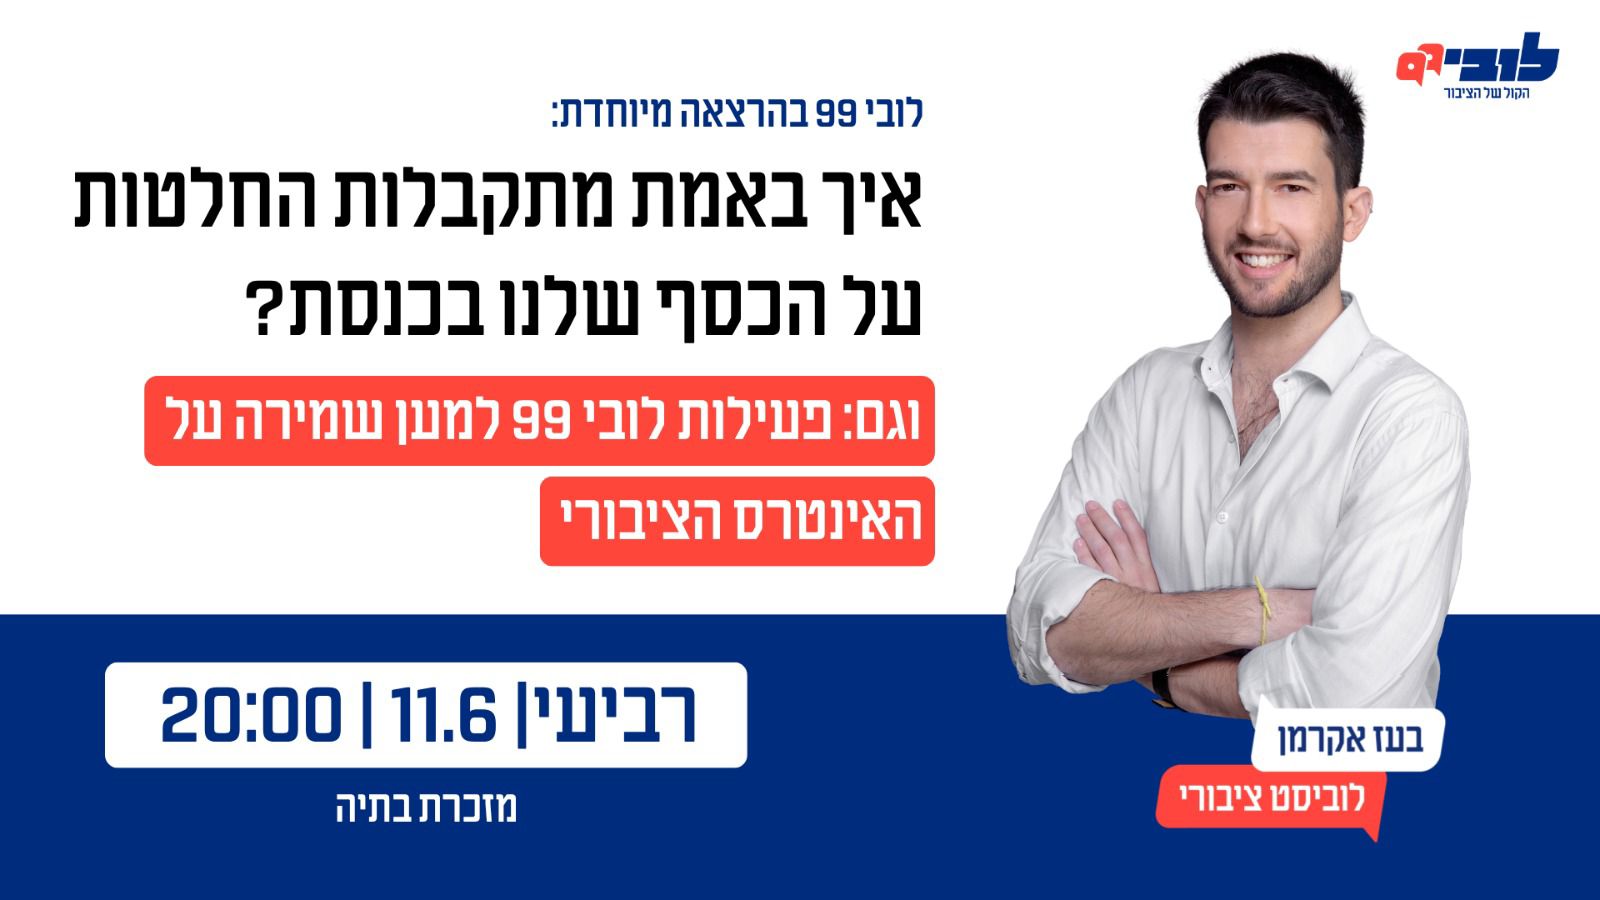 לובי99
הקול של הציבור
לובי 99 בהרצאה מיוחדת:
איך באמת מתקבלות החלטות
על הכסף שלנו בכנסת?
וגם: פעילות לובי 99 למען שמירה על
האינטרס הציבורי
רביעי| 11.6 | 20:00
מזכרת בתיה
בעז אקרמן
לוביסט ציבורי